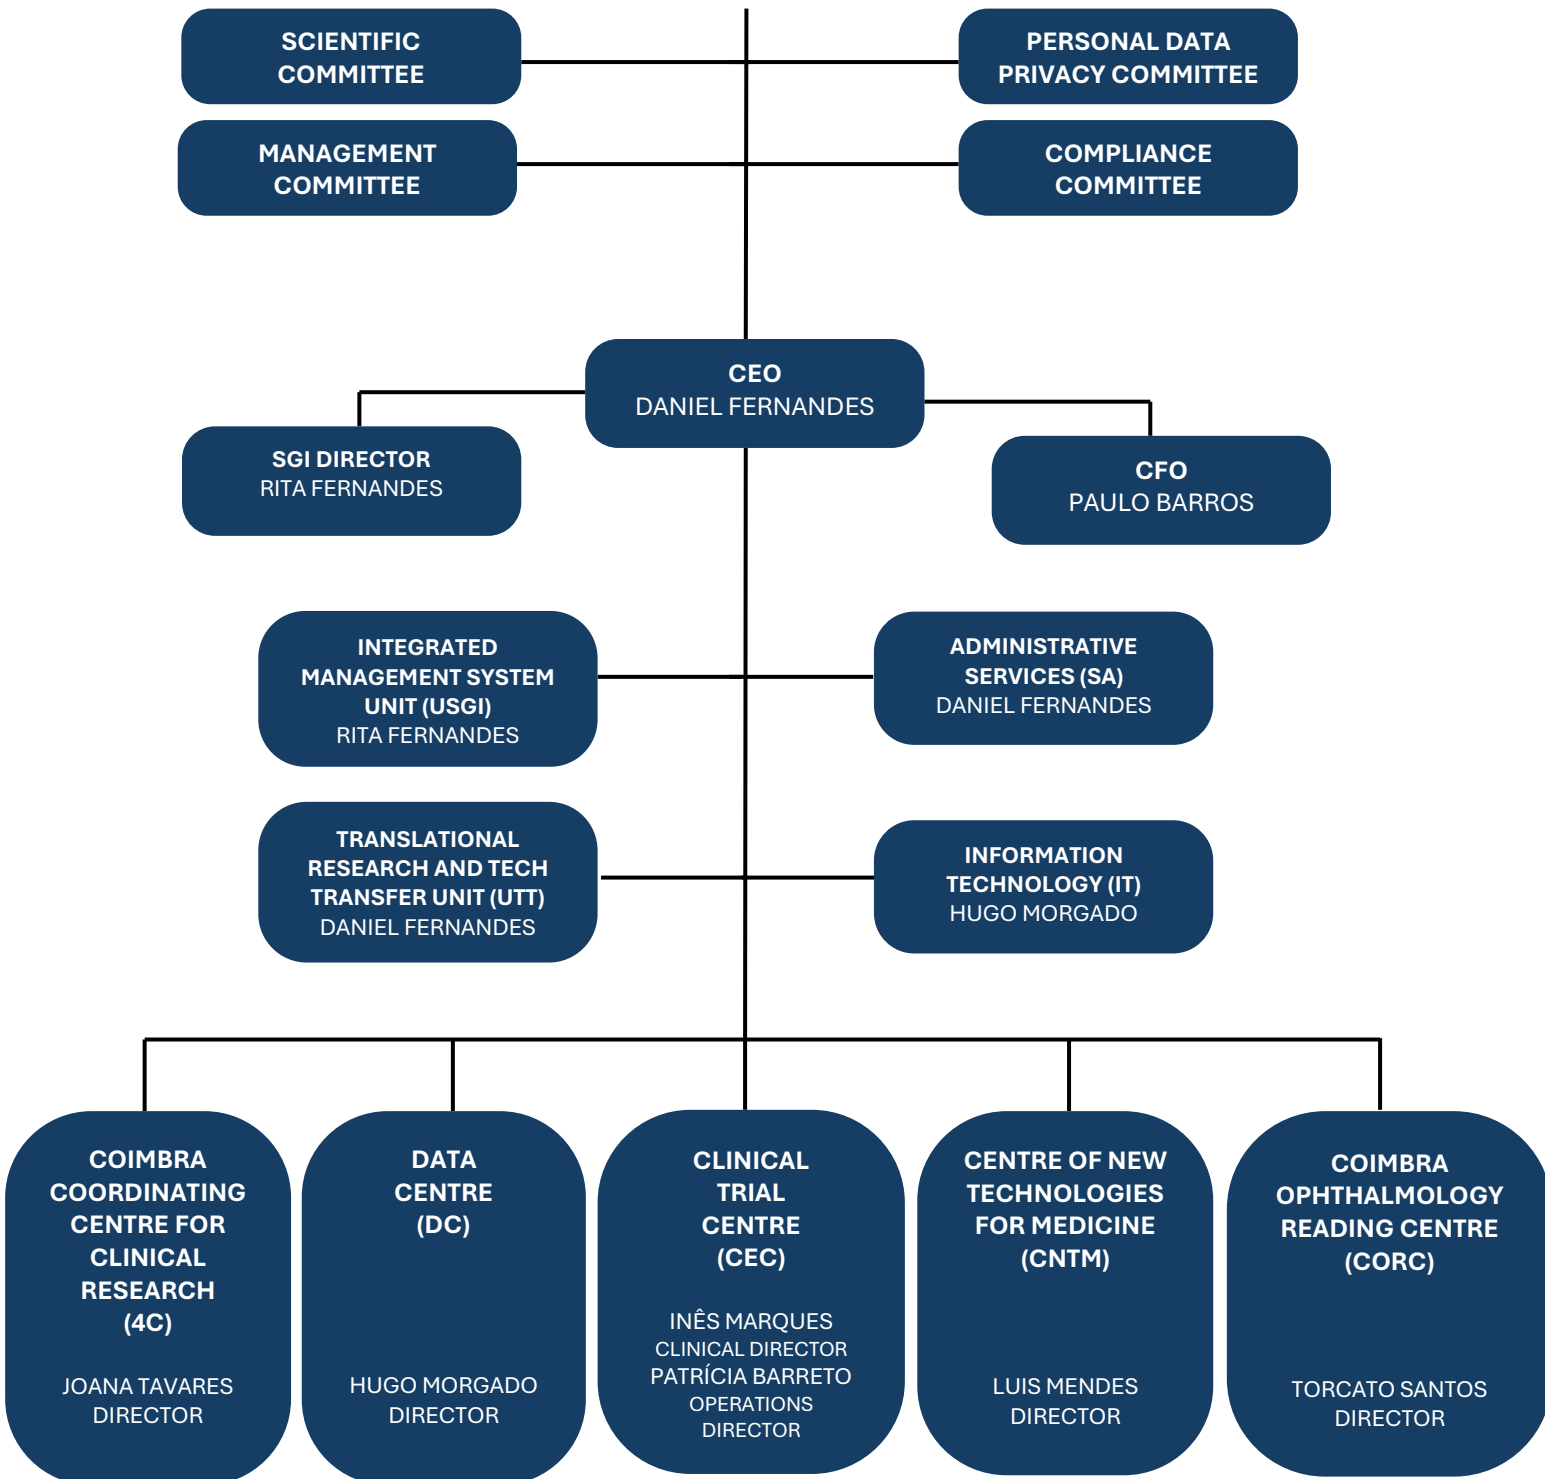 SCIENTIFIC
COMMITTEE
PERSONAL DATA
PRIVACY COMMITTEE
MANAGEMENT
COMMITTEE
COMPLIANCE
COMMITTEE
CEO
DANIEL FERNANDES
SGI DIRECTOR
RITA FERNANDES
CFO
PAULO BARROS
INTEGRATED
MANAGEMENT SYSTEM
UNIT (USGI)
RITA FERNANDES
ADMINISTRATIVE
SERVICES (SA)
DANIEL FERNANDES
TRANSLATIONAL
RESEARCH AND TECH
TRANSFER UNIT (UTT)
DANIEL FERNANDES
INFORMATION
TECHNOLOGY (IT)
HUGO MORGADO
COIMBRA
COORDINATING
CENTRE FOR
CLINICAL
RESEARCH
(4C)
JOANA TAVARES
DIRECTOR
DATA
CENTRE
(DC)
HUGO MORGADO
DIRECTOR
CLINICAL
TRIAL
CENTRE
(CEC)
INÊS MARQUES
CLINICAL DIRECTOR
PATRÍCIA BARRETO
OPERATIONS
DIRECTOR
CENTRE OF NEW
TECHNOLOGIES
FOR MEDICINE
(CNTM)
LUIS MENDES
DIRECTOR
COIMBRA
OPHTHALMOLOGY
READING CENTRE
(CORC)
TORCATO SANTOS
DIRECTOR